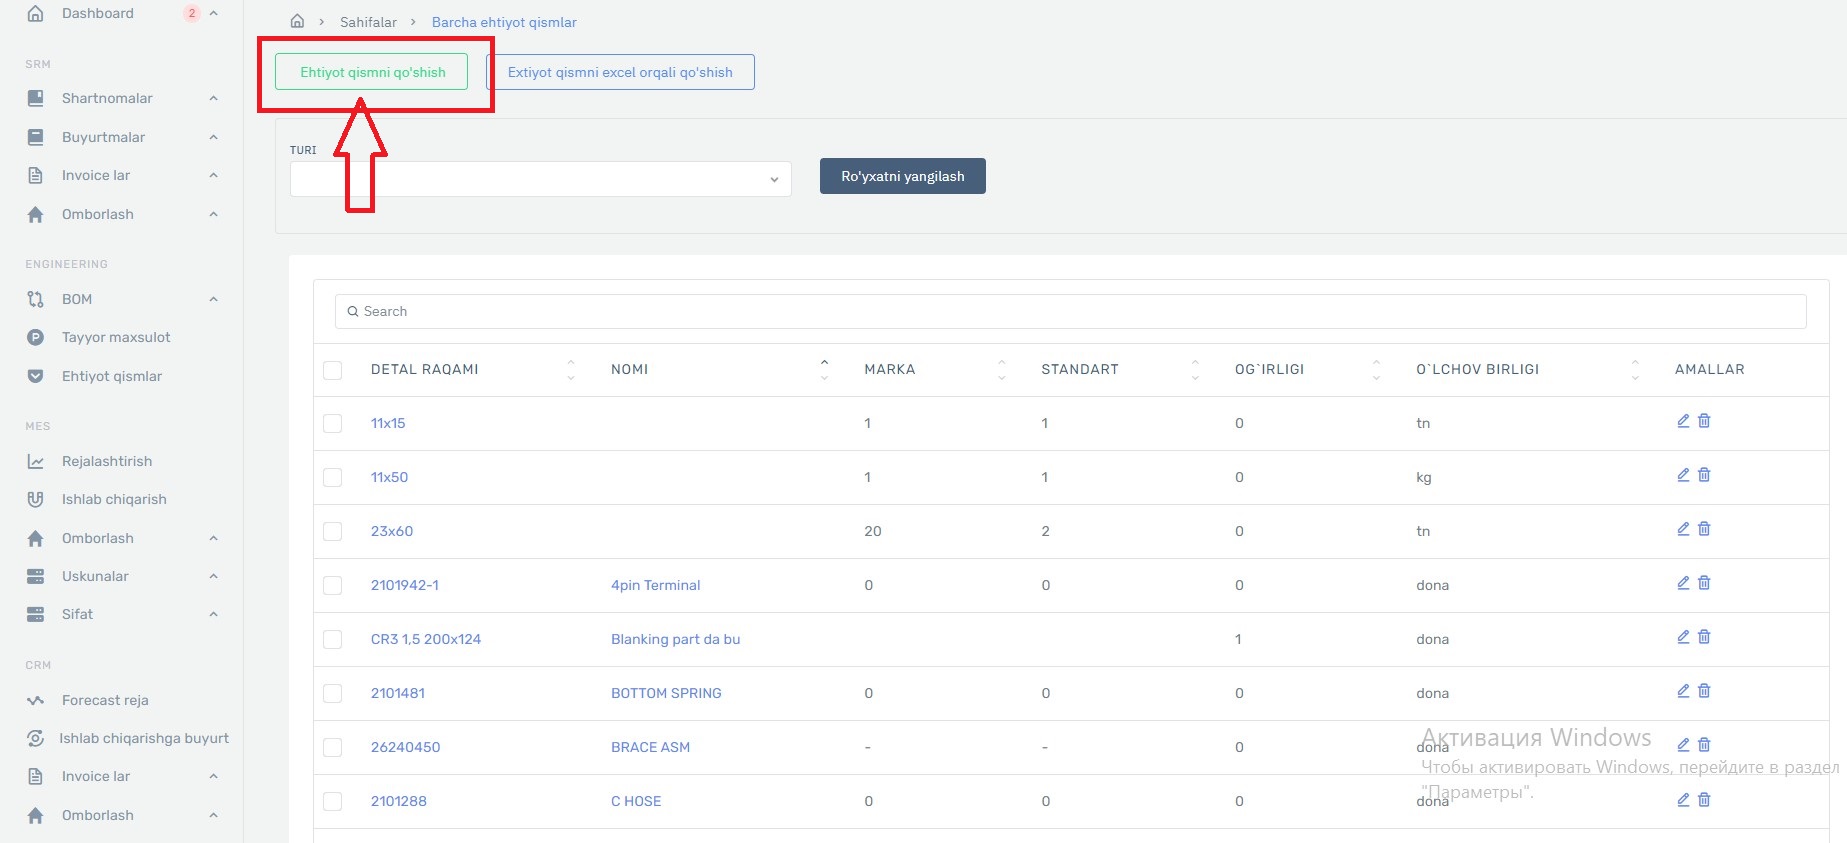 Dashboard 2
SRM
Shartnomalar
Buyurtmalar
Invoice lar
Omborlash
ENGINEERING
BOM
Tayyor maxsulot
Ehtiyot qismlar
MES
Rejalashtirish
Ishlab chiqarish
Omborlash
Uskunalar
Sifat
CRM
Forecast reja
Ishlab chiqarishga buyurt
Invoice lar
Omborlash
Sahifalar > Barcha ehtiyot qismlar
Ehtiyot qismni qo'shish
Extiyot qismni excel orqali qo'shish
TURI
Ro'yxatni yangilash
Search
DETAL RAQAMI NOMI MARKA STANDART OG`IRLIGI O`LCHOV BIRLIGI AMALLAR
11x15 1 1 0 tn
11x50 1 1 0 kg
23x60 20 2 0 tn
2101942-1 4pin Terminal 0 0 0 dona
CR3 1,5 200x124 Blanking part da bu 1 dona
2101481 BOTTOM SPRING 0 0 0 dona
26240450 BRACE ASM - - 0 dona
2101288 C HOSE 0 0 0 dona
Активация Windows
Чтобы активировать Windows, перейдите в раздел
"Параметры".